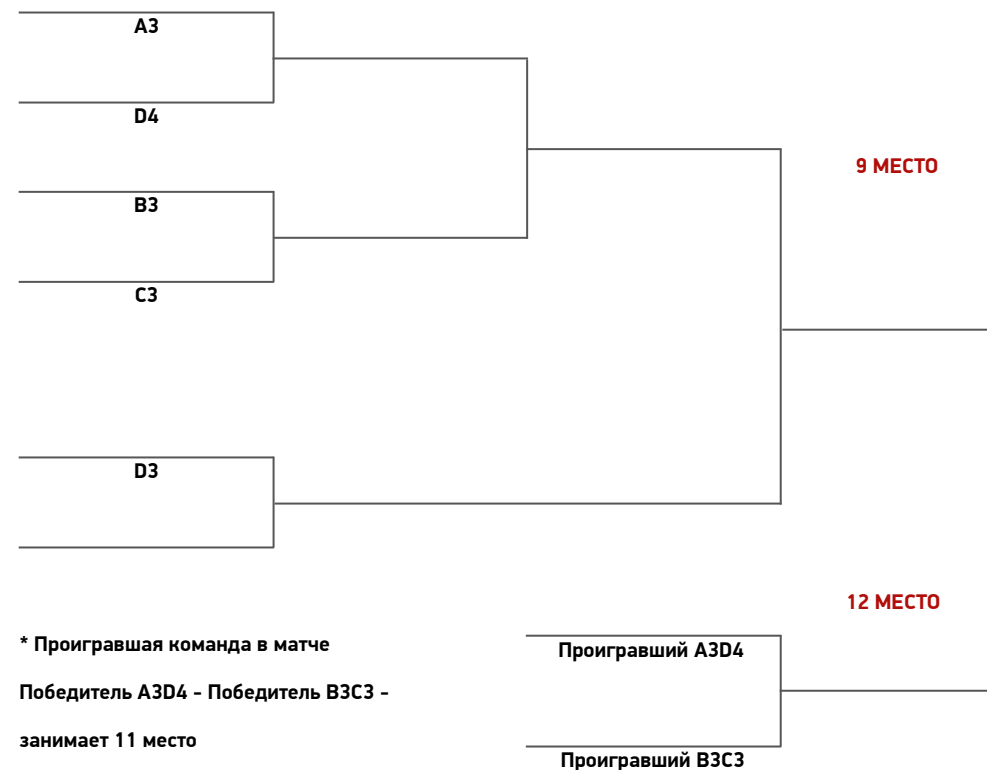 A3
D4
9 МЕСТО
B3
C3
D3
12 МЕСТО
* Проигравшая команда в матче
Победитель A3D4 - Победитель B3C3 -
занимает 11 место
Проигравший A3D4
Проигравший B3C3